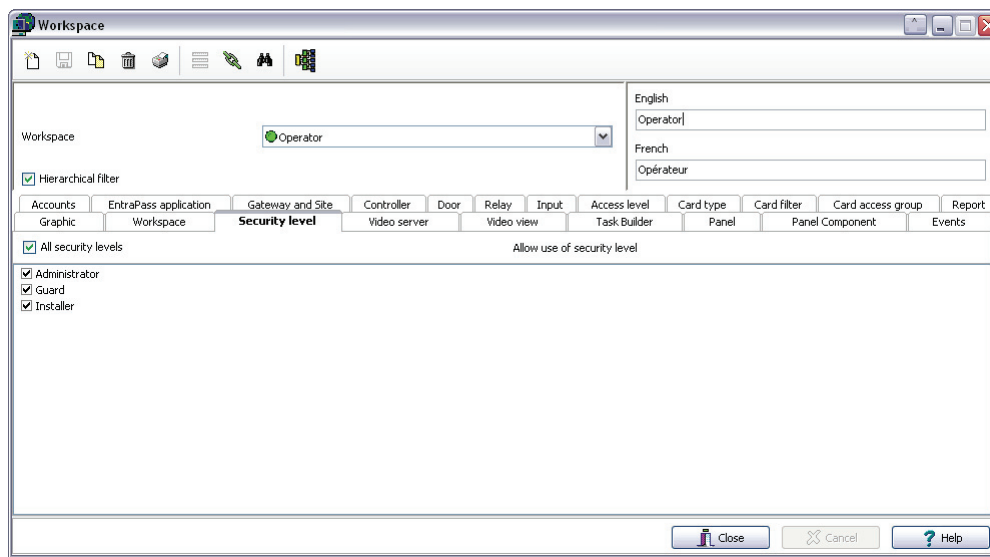 Workspace
English
Operator
Workspace
Operator
French
Opérateur
Hierarchical filter
Accounts EntraPass application Gateway and Site Controller Door Relay Input Access level Card type Card filter Card access group Report
Graphic Workspace Security level Video server Video view Task Builder Panel Panel Component Events
All security levels Allow use of security level
Administrator
Guard
Installer
Close Cancel ? Help